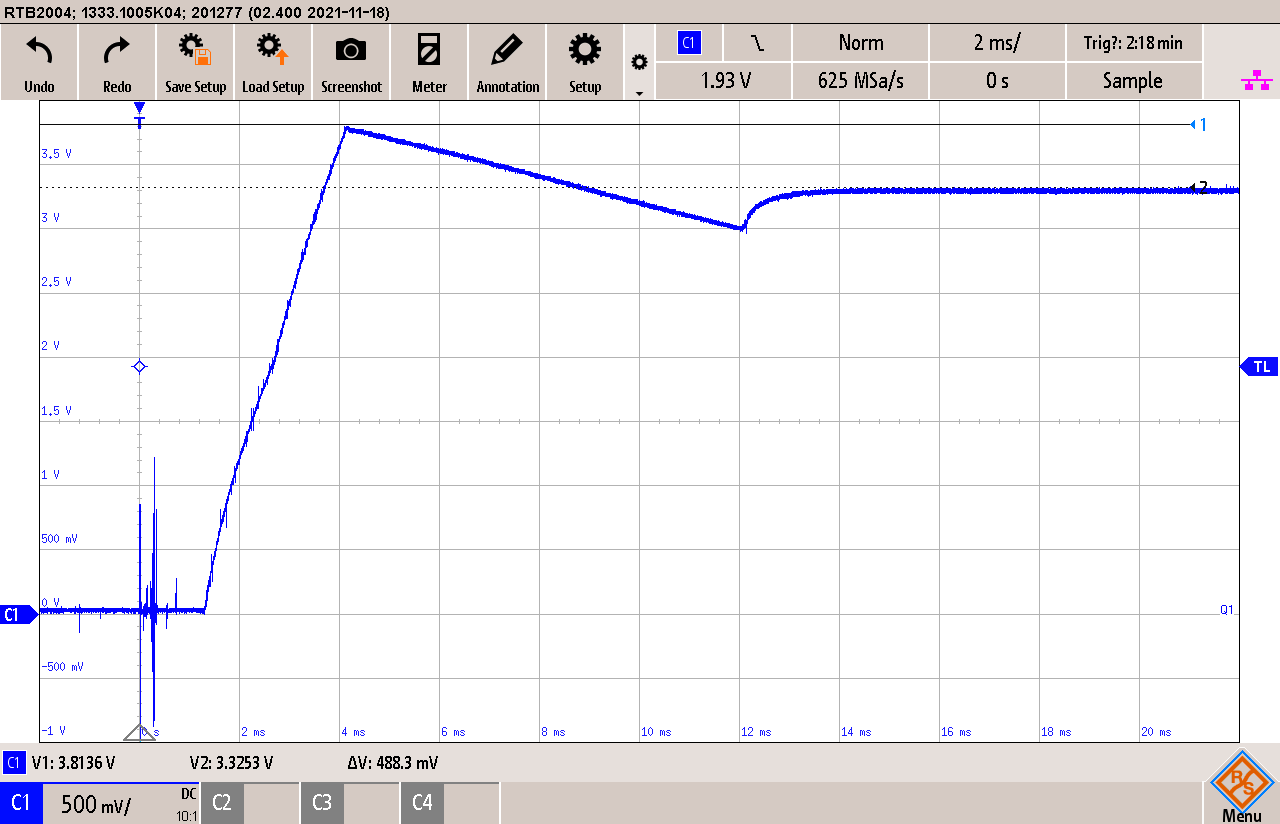 RTB2004; 1333.1005K04; 201277 (02.400 2021-11-18)
Undo Redo Save Setup Load Setup Screenshot Meter Annotation Setup
C1 Norm 2 ms/ Trig?: 2:18 min
1.93 V 625 MSa/s 0 s Sample
T
1
3.5 V
2
3 V
2.5 V
2 V
TL
1.5 V
1 V
500 mV
0 V
C1
Q1
-500 mV
-1 V 0 s 2 ms 4 ms 6 ms 8 ms 10 ms 12 ms 14 ms 16 ms 18 ms 20 ms
C1 V1: 3.8136 V V2: 3.3253 V ΔV: 488.3 mV
C1 500 mV/ DC 10:1 C2 C3 C4
R S
Menu